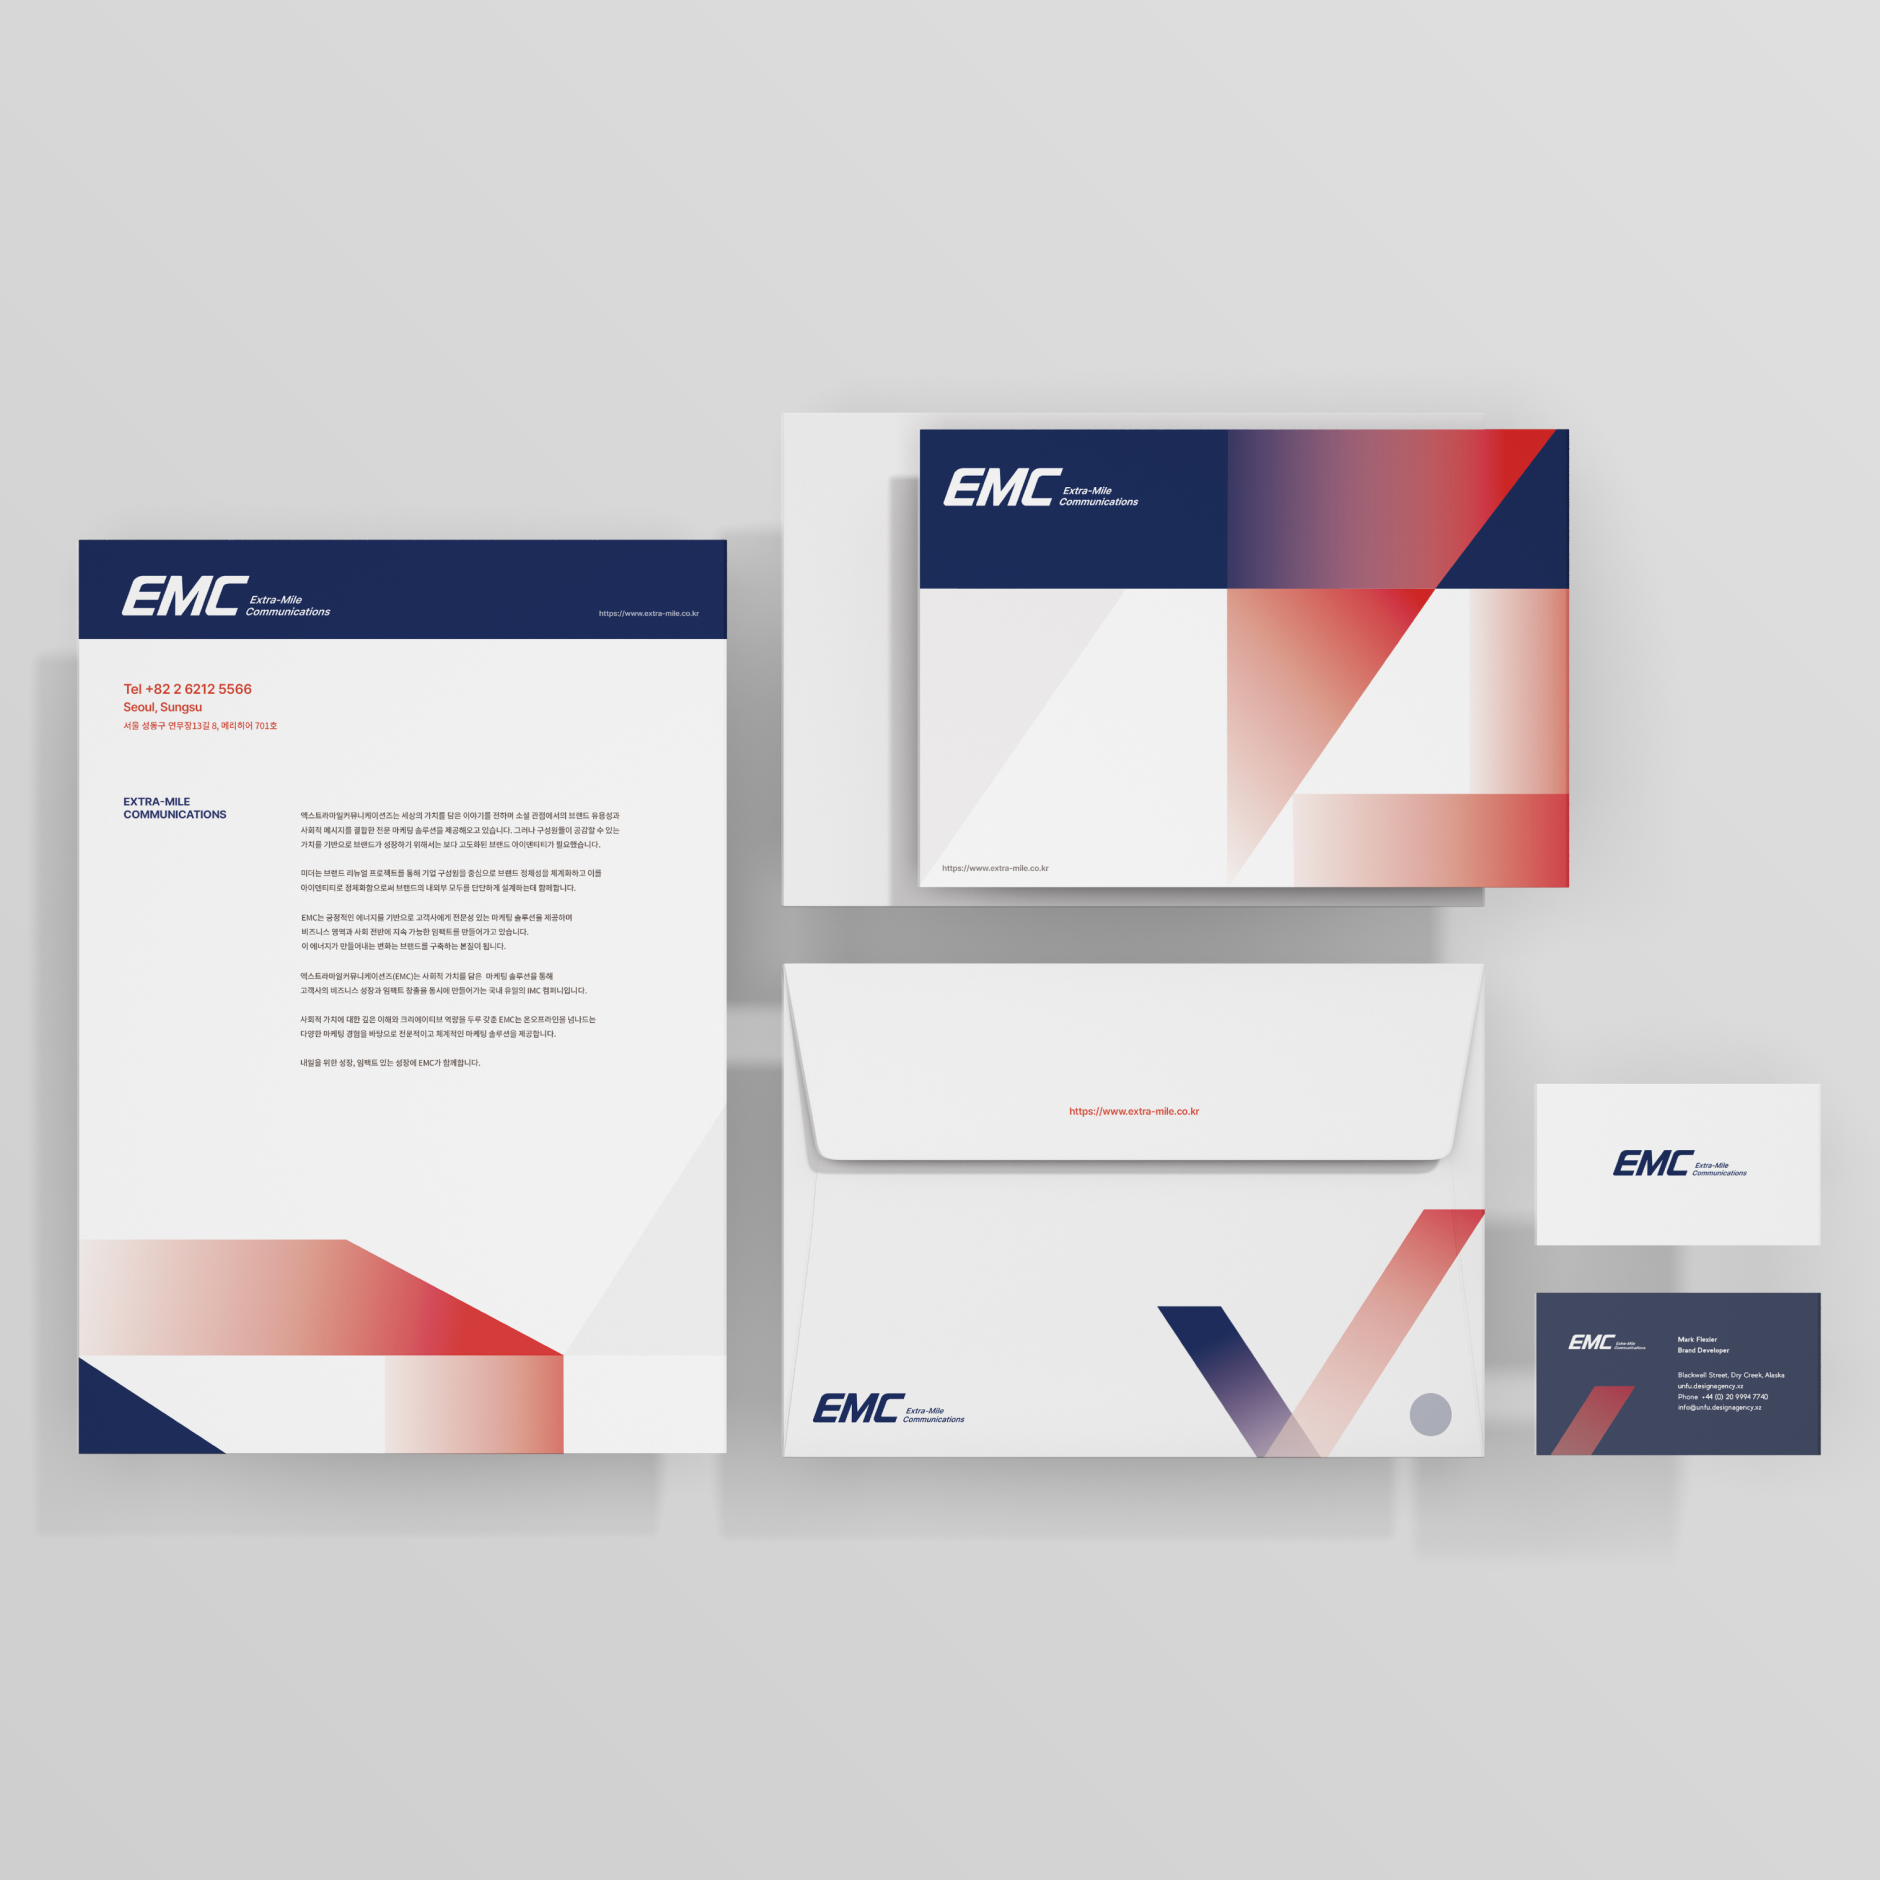 EMC Extra-Mile
Communications
https://www.extra-mile.co.kr
Tel +82 2 6212 5566
Seoul, Sungsu
서울 성동구 연무장13길 8, 메리히어 701호
EXTRA-MILE
COMMUNICATIONS
엑스트라마일커뮤니케이션즈는 세상의 가치를 담은 이야기를 전하며 소셜 관점에서의 브랜드 유용성과
사회적 메시지를 결합한 전문 마케팅 솔루션을 제공해오고 있습니다. 그러나 구성원들이 공감할 수 있는
가치를 기반으로 브랜드가 성장하기 위해서는 보다 고도화된 브랜드 아이덴티티가 필요했습니다.
미더는 브랜드 리뉴얼 프로젝트를 통해 기업 구성원을 중심으로 브랜드 정체성을 체계화하고 이를
아이덴티티로 정체화함으로써 브랜드의 내외부 모두를 단단하게 설계하는데 함께합니다.
EMC는 긍정적인 에너지를 기반으로 고객사에게 전문성 있는 마케팅 솔루션을 제공하며
비즈니스 영역과 사회 전반에 지속 가능한 임팩트를 만들어가고 있습니다.
이 에너지가 만들어내는 변화는 브랜드를 구축하는 본질이 됩니다.
엑스트라마일커뮤니케이션즈(EMC)는 사회적 가치를 담은 마케팅 솔루션을 통해
고객사의 비즈니스 성장과 임팩트 창출을 동시에 만들어가는 국내 유일의 IMC 컴퍼니입니다.
사회적 가치에 대한 깊은 이해와 크리에이티브 역량을 두루 갖춘 EMC는 온오프라인을 넘나드는
다양한 마케팅 경험을 바탕으로 전문적이고 체계적인 마케팅 솔루션을 제공합니다.
내일을 위한 성장, 임팩트 있는 성장에 EMC가 함께합니다.
EMC Extra-Mile
Communications
https://www.extra-mile.co.kr
https://www.extra-mile.co.kr
EMC Extra-Mile
Communications
EMC Extra-Mile
Communications
EMC Extra-Mile
Communications
Mark Flexier
Brand Developer
Blackwell Street, Dry Creek, Alaska
unfu.designagency.xz
Phone +44 (0) 20 9994 7740
info@unfu.designagency.xz